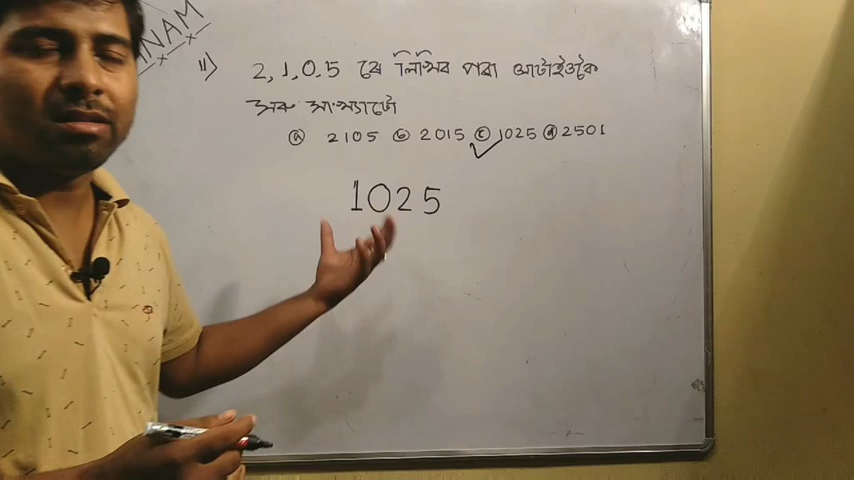 NAM
11) 2,1,0.5 ৰে লিখিব পৰা আটাইতকৈ
সৰু সংখ্যাটো
(a) 2105 (b) 2015 (c) 1025 (d) 2501
1025